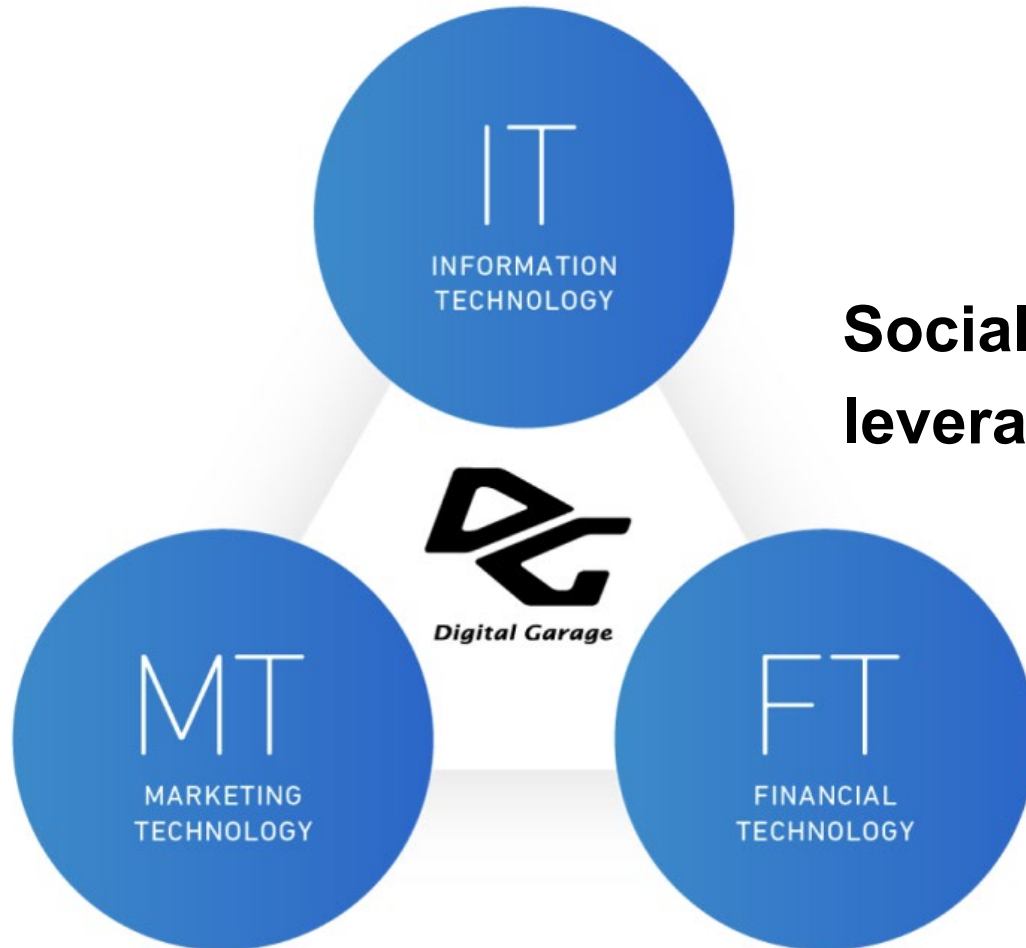 IT
INFORMATION
TECHNOLOGY
Social
levera
Digital Garage
MT
MARKETING
TECHNOLOGY
FT
FINANCIAL
TECHNOLOGY